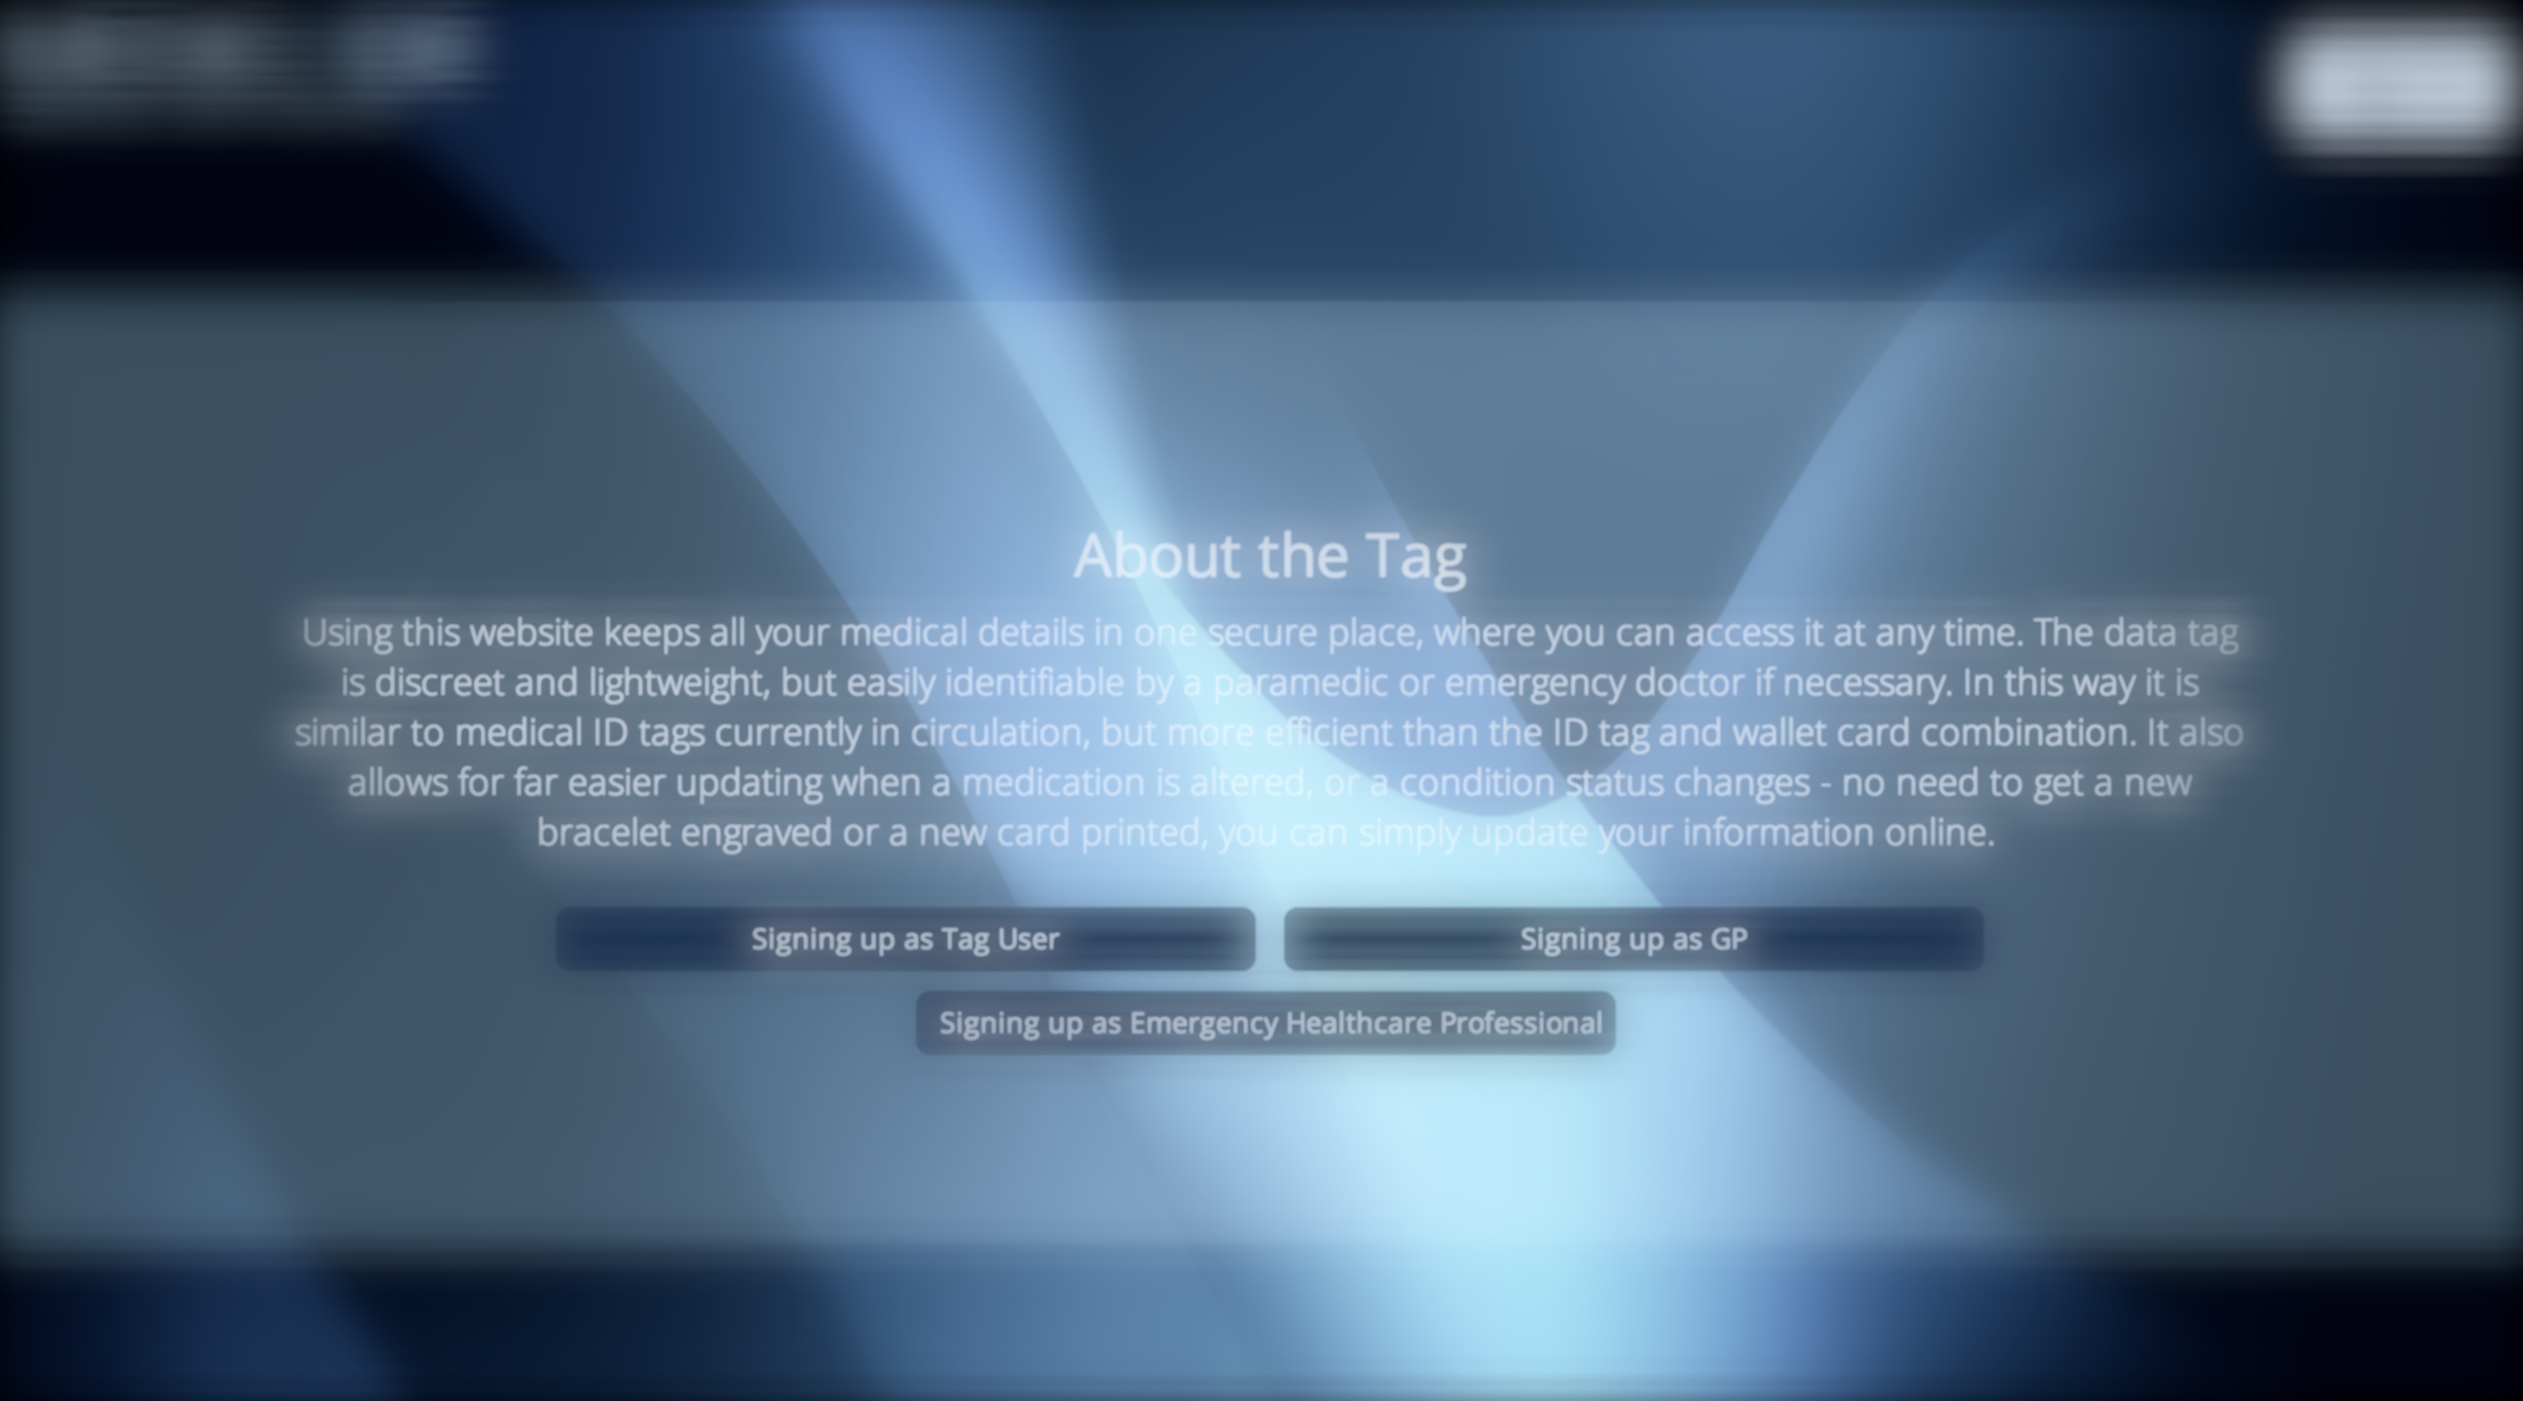 About the Tag
Using this website keeps all your medical details in one secure place, where you can access it at any time. The data tag
is discreet and lightweight, but easily identifiable by a paramedic or emergency doctor if necessary. In this way it is
similar to medical ID tags currently in circulation, but more efficient than the ID tag and wallet card combination. It also
allows for far easier updating when a medication is altered, or a condition status changes - no need to get a new
bracelet engraved or a new card printed, you can simply update your information online.
Signing up as Tag User
Signing up as GP
Signing up as Emergency Healthcare Professional